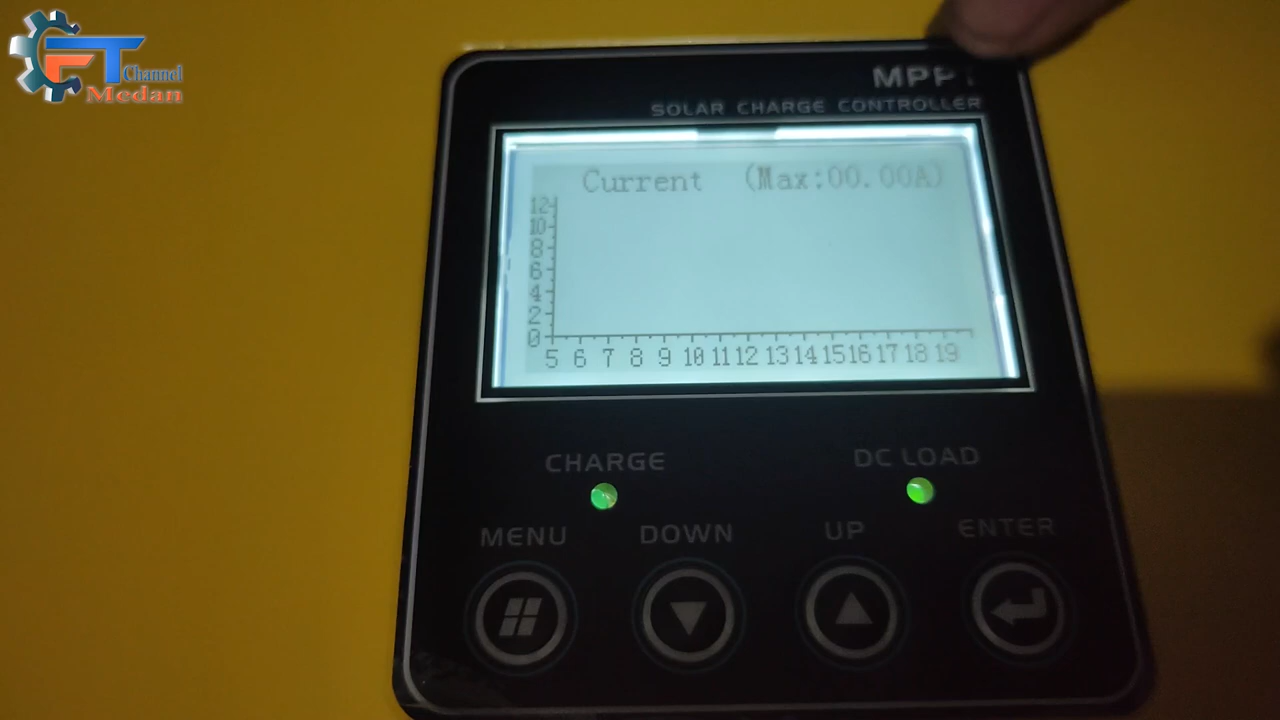 FT Channel
Medan
MPPT
SOLAR CHARGE CONTROLLER
Current (Max:00.00A)
12
10
8
6
4
2
0
5 6 7 8 9 10 11 12 13 14 15 16 17 18 19
CHARGE
DC LOAD
MENU
DOWN
UP
ENTER